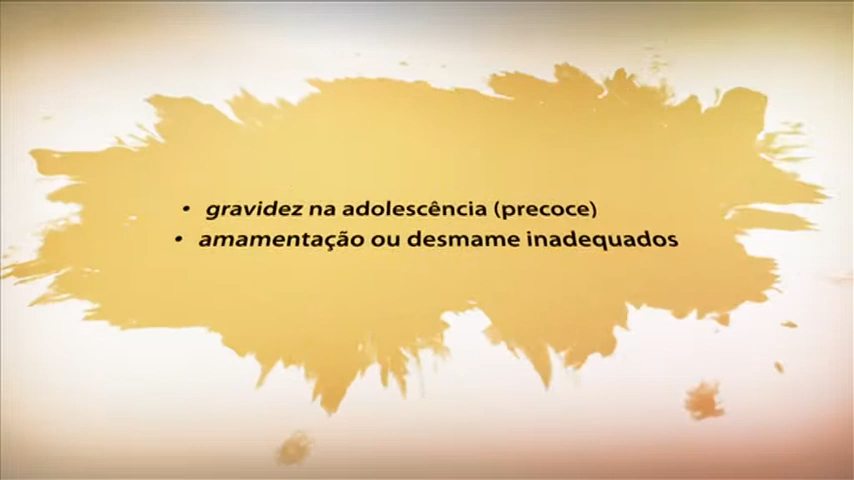 • gravidez na adolescência (precoce)
• amamentação ou desmame inadequados